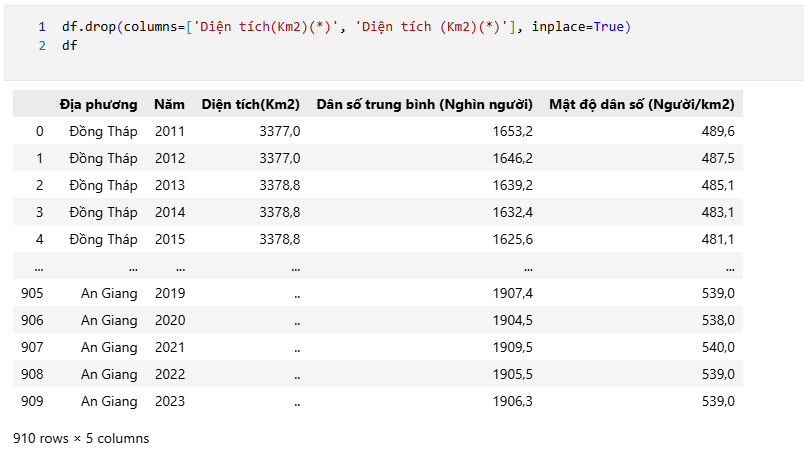 1 df.drop(columns=['Diện tích(Km2)(*)', 'Diện tích (Km2)(*)'], inplace=True)
2 df
Địa phương Năm Diện tích(Km2) Dân số trung bình (Nghìn người) Mật độ dân số (Người/km2)
0 Đồng Tháp 2011 3377,0 1653,2 489,6
1 Đồng Tháp 2012 3377,0 1646,2 487,5
2 Đồng Tháp 2013 3378,8 1639,2 485,1
3 Đồng Tháp 2014 3378,8 1632,4 483,1
4 Đồng Tháp 2015 3378,8 1625,6 481,1
... ... ... ... ... ...
905 An Giang 2019 .. 1907,4 539,0
906 An Giang 2020 .. 1904,5 538,0
907 An Giang 2021 .. 1909,5 540,0
908 An Giang 2022 .. 1905,5 539,0
909 An Giang 2023 .. 1906,3 539,0
910 rows × 5 columns